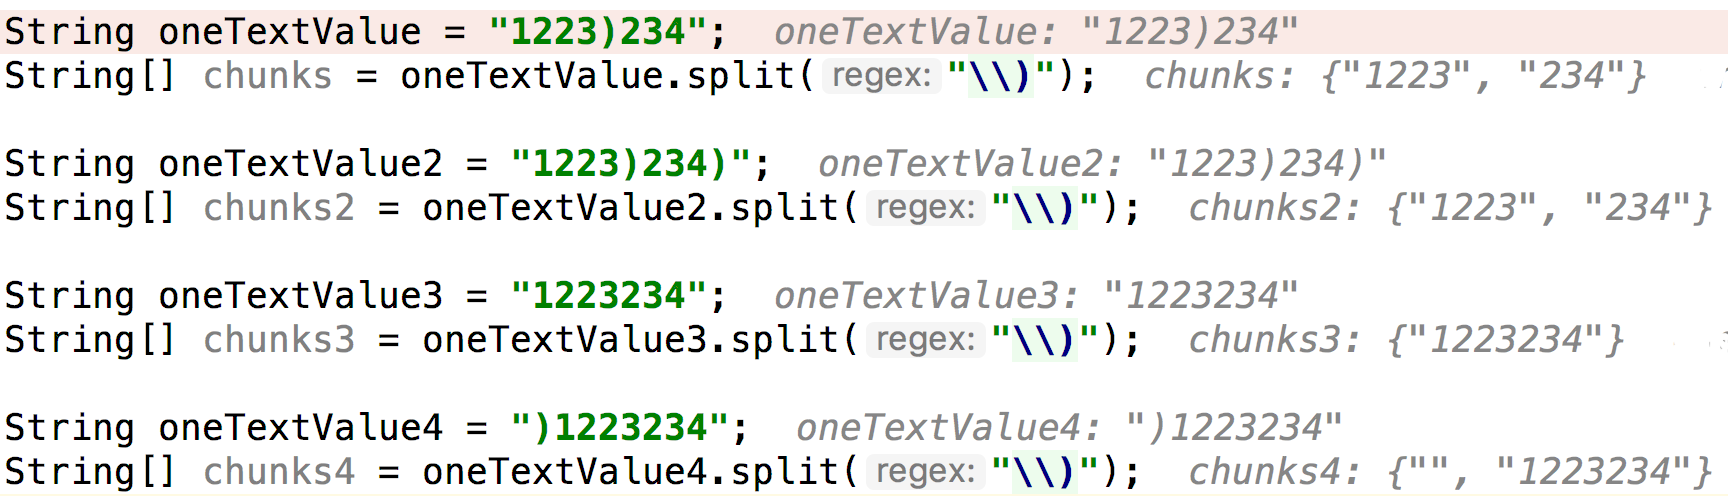 String oneTextValue = "1223)234";  oneTextValue: "1223)234"
String[] chunks = oneTextValue.split( regex: "\\)");  chunks: {"1223", "234"}
String oneTextValue2 = "1223)234)";  oneTextValue2: "1223)234)"
String[] chunks2 = oneTextValue2.split( regex: "\\)");  chunks2: {"1223", "234"}
String oneTextValue3 = "1223234";  oneTextValue3: "1223234"
String[] chunks3 = oneTextValue3.split( regex: "\\)");  chunks3: {"1223234"}
String oneTextValue4 = ")1223234";  oneTextValue4: ")1223234"
String[] chunks4 = oneTextValue4.split( regex: "\\)");  chunks4: {"", "1223234"}